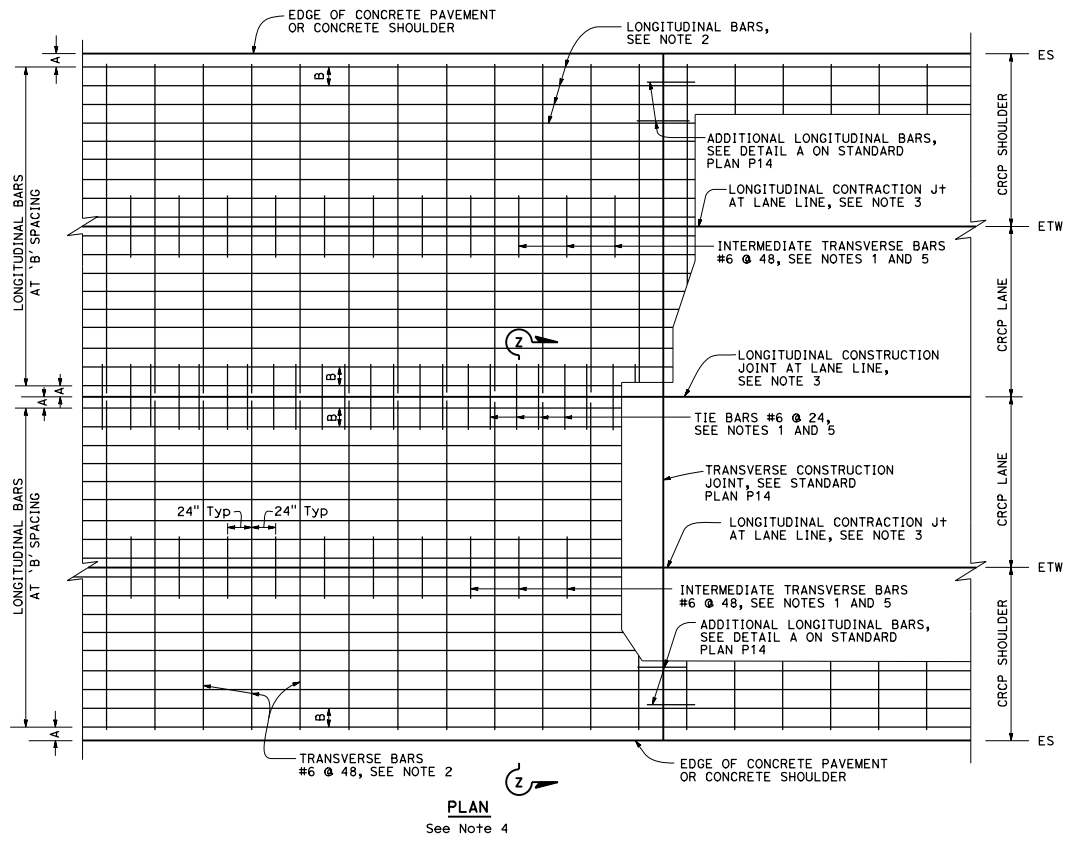 EDGE OF CONCRETE PAVEMENT
OR CONCRETE SHOULDER
LONGITUDINAL BARS,
SEE NOTE 2
A
B
ES
ADDITIONAL LONGITUDINAL BARS,
SEE DETAIL A ON STANDARD
PLAN P14
CRCP SHOULDER
LONGITUDINAL CONTRACTION Jt
AT LANE LINE, SEE NOTE 3
ETW
LONGITUDINAL BARS
AT 'B' SPACING
INTERMEDIATE TRANSVERSE BARS
#6 @ 48, SEE NOTES 1 AND 5
CRCP LANE
Z
LONGITUDINAL CONSTRUCTION
JOINT AT LANE LINE,
SEE NOTE 3
B
A
A
B
TIE BARS #6 @ 24,
SEE NOTES 1 AND 5
CRCP LANE
TRANSVERSE CONSTRUCTION
JOINT, SEE STANDARD
PLAN P14
LONGITUDINAL BARS
AT 'B' SPACING
24" Typ
24" Typ
LONGITUDINAL CONTRACTION Jt
AT LANE LINE, SEE NOTE 3
ETW
INTERMEDIATE TRANSVERSE BARS
#6 @ 48, SEE NOTES 1 AND 5
ADDITIONAL LONGITUDINAL BARS,
SEE DETAIL A ON STANDARD
PLAN P14
CRCP SHOULDER
B
A
ES
TRANSVERSE BARS
#6 @ 48, SEE NOTE 2
EDGE OF CONCRETE PAVEMENT
OR CONCRETE SHOULDER
Z
PLAN
See Note 4